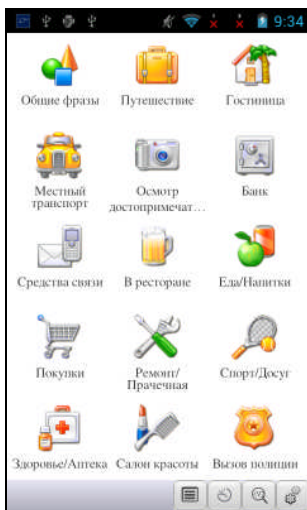 9:34
Общие фразы
Путешествие
Гостиница
Местный
транспорт
Осмотр
достопримечат...
Банк
Средства связи
В ресторане
Еда/Напитки
Покупки
Ремонт/
Прачечная
Спорт/Досуг
Здоровье/Аптека
Салон красоты
Вызов полиции